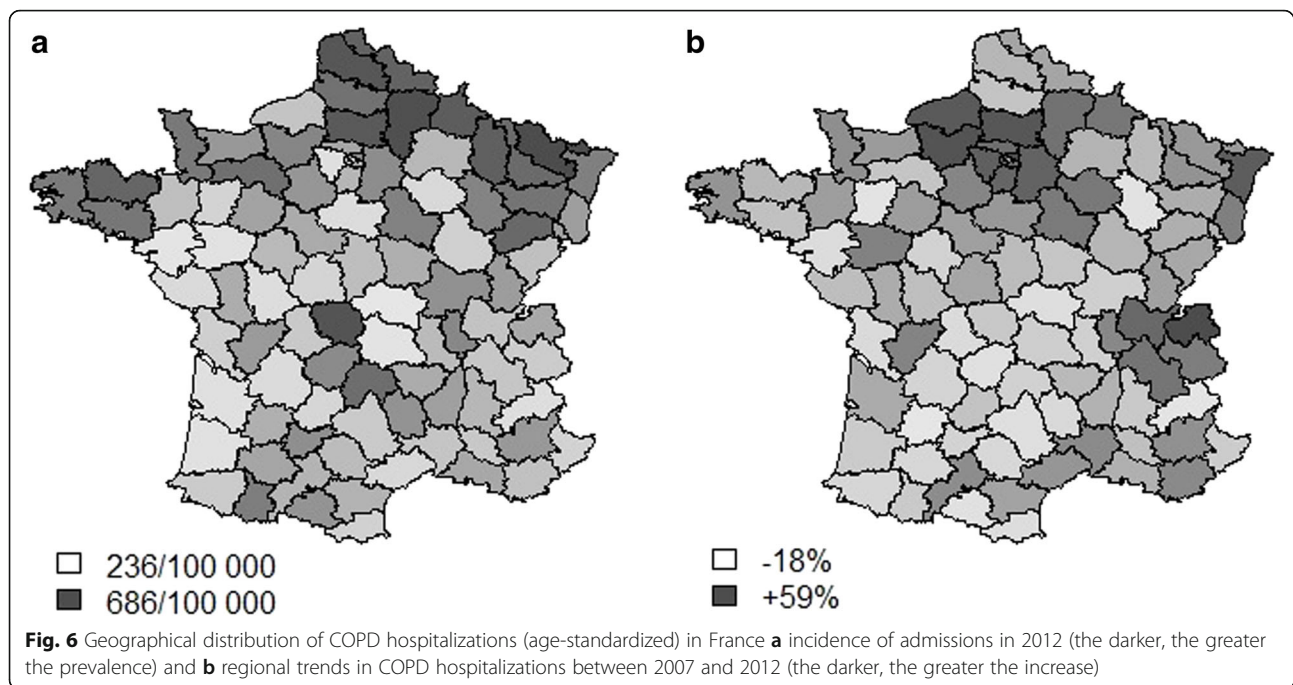 a
b
236/100 000
686/100 000
-18%
+59%
Fig. 6 Geographical distribution of COPD hospitalizations (age-standardized) in France a incidence of admissions in 2012 (the darker, the greater
the prevalence) and b regional trends in COPD hospitalizations between 2007 and 2012 (the darker, the greater the increase)